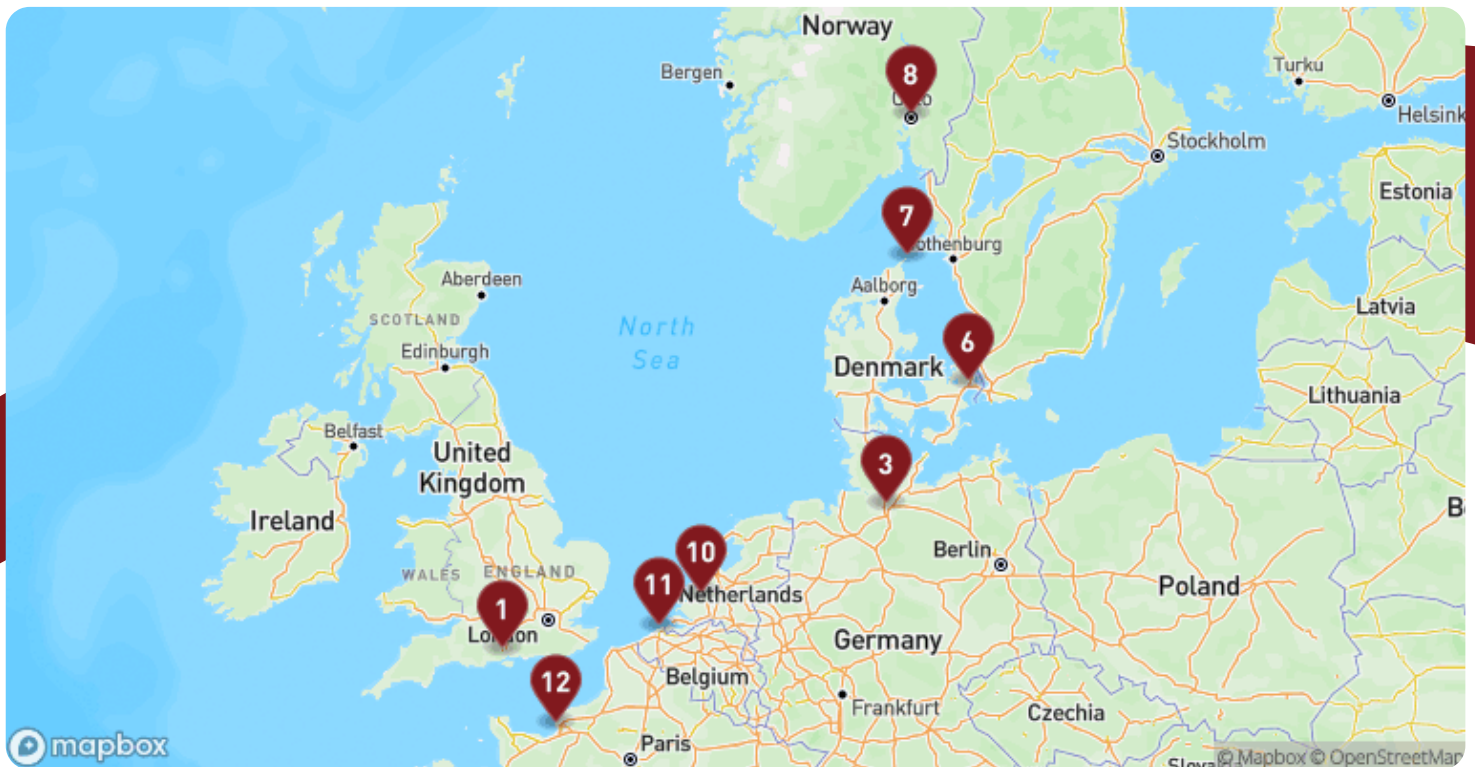 Norway
Bergen
8
Turku
Helsink
Stockholm
Estonia
7
othenburg
Aberdeen
Aalborg
SCOTLAND
North
Sea
Latvia
Edinburgh
6
Denmark
Lithuania
Belfast
United
Kingdom
3
Ireland
B
10
Berlin
WALES
ENGLAND
11
Netherlands
Poland
1
London
Germany
12
Belgium
Frankfurt
Czechia
Paris
mapbox
© Mapbox © OpenStreetMap